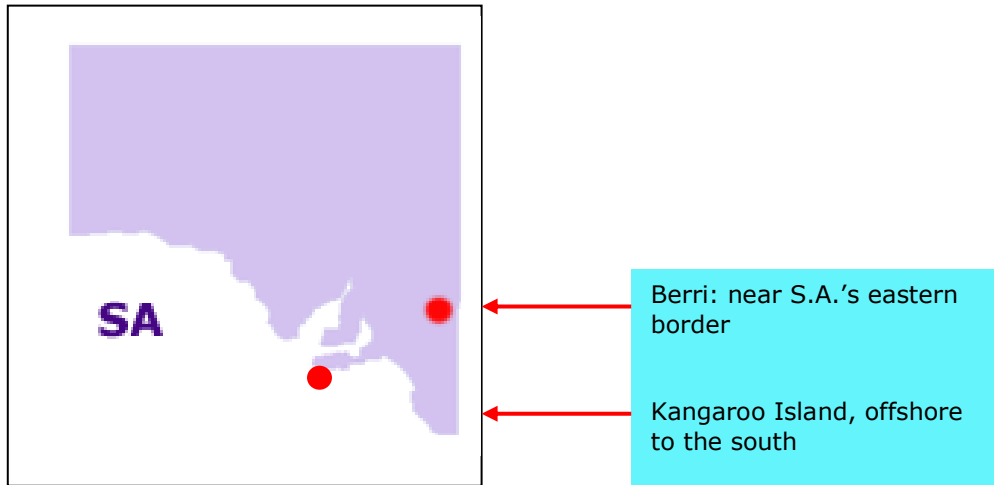 SA
Berri: near S.A.’s eastern
border
Kangaroo Island, offshore
to the south